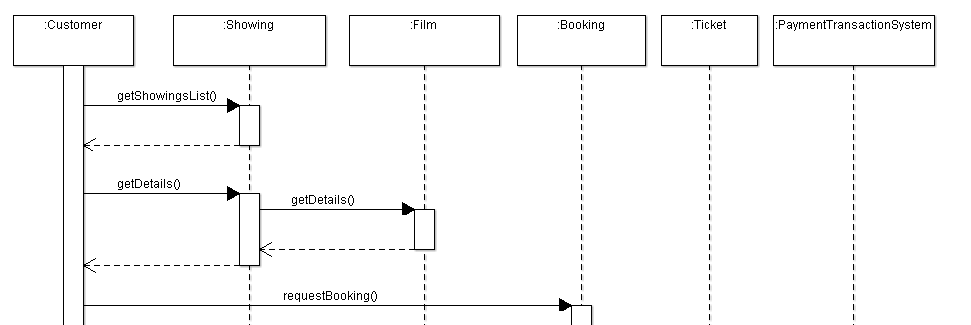 :Customer
:Showing
:Film
:Booking
:Ticket
:PaymentTransactionSystem
getShowingsList()
getDetails()
getDetails()
requestBooking()